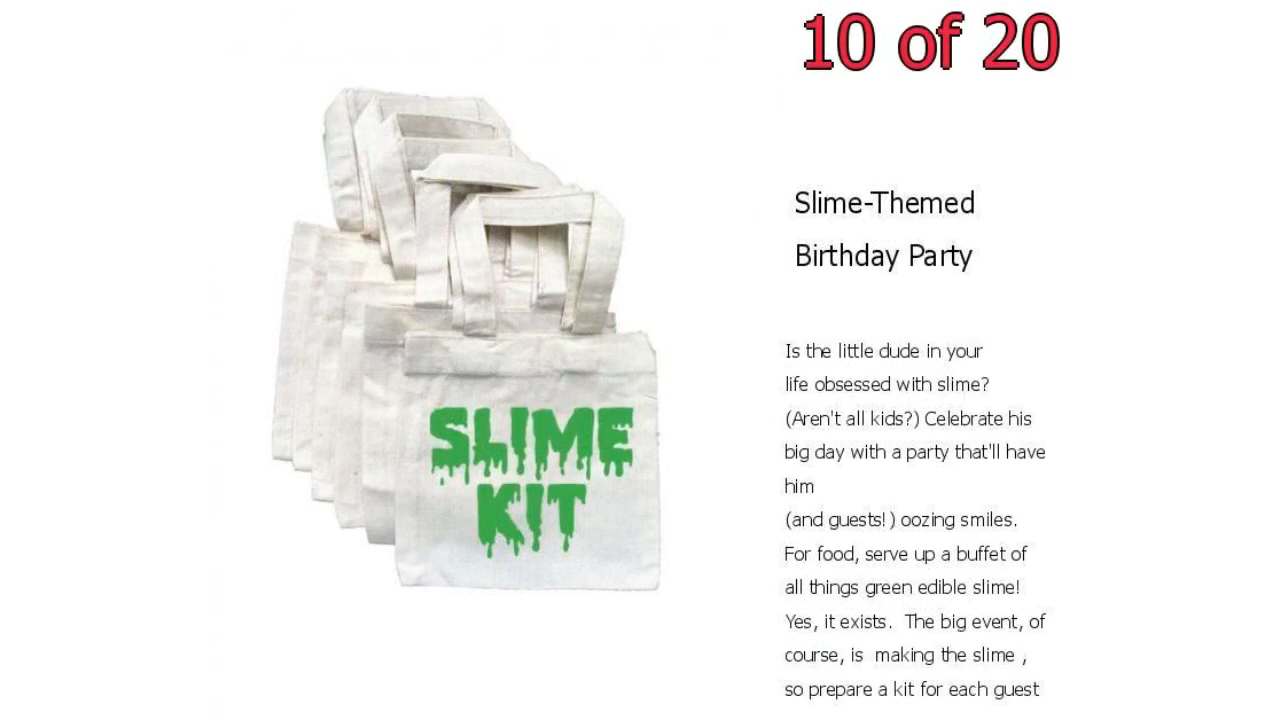 10 of 20
Slime-Themed
Birthday Party
Is the little dude in your
life obsessed with slime?
(Aren't all kids?) Celebrate his
big day with a party that'll have
him
(and guests!) oozing smiles.
For food, serve up a buffet of
all things green edible slime!
Yes, it exists. The big event, of
course, is making the slime ,
so prepare a kit for each guest
SLIME
KIT